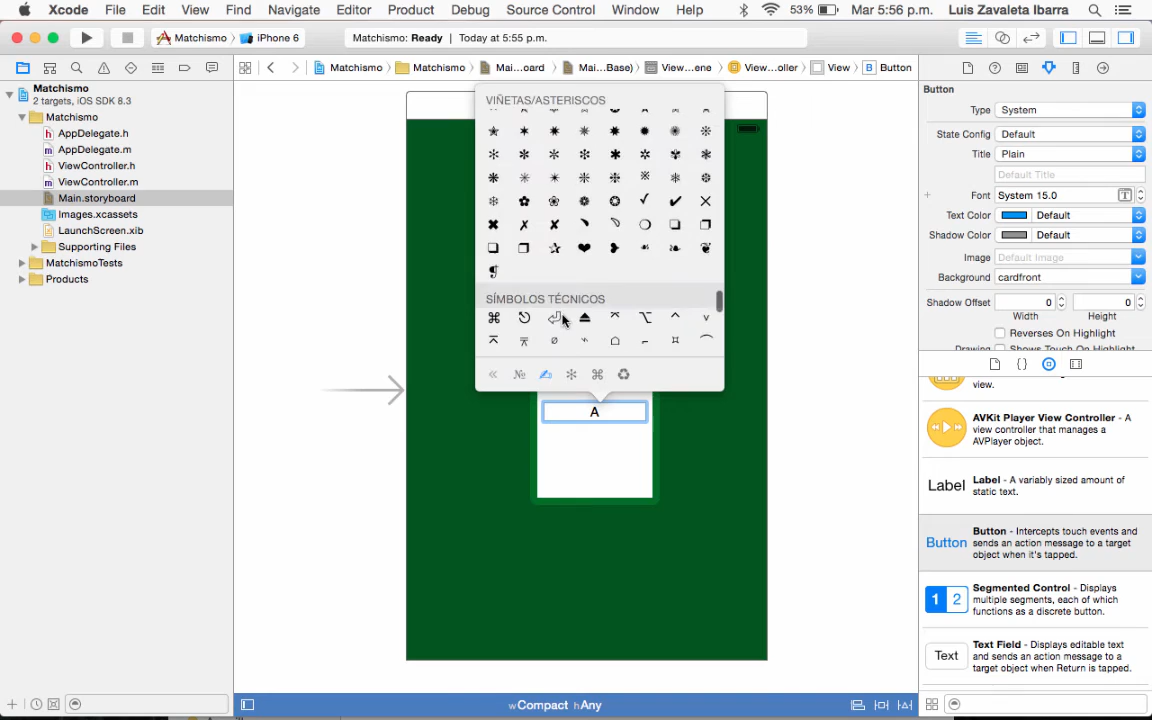 Xcode File Edit View Find Navigate Editor Product Debug Source Control Window Help 53% Mar 5:56 p.m. Luis Zavaleta Ibarra
Matchismo iPhone 6 Matchismo: Ready | Today at 5:55 p.m.
Matchismo Matchismo Mai...oard Mai...Base) View...ene View...oller View B Button
Matchismo
2 targets, iOS SDK 8.3
Matchismo
h AppDelegate.h
m AppDelegate.m
h ViewController.h
m ViewController.m
Main.storyboard
Images.xcassets
LaunchScreen.xib
Supporting Files
MatchismoTests
Products
VIÑETAS/ASTERISCOS
SÍMBOLOS TÉCNICOS
A
wCompact hAny
Button
Type System
State Config Default
Title Plain
Default Title
Font System 15.0
Text Color Default
Shadow Color Default
Image Default Image
Background cardfront
Shadow Offset 0 0
Width Height
Reverses On Highlight
Drawing Shows Touch On Highlight
view.
AVKit Player View Controller - A
view controller that manages a
AVPlayer object.
Label Label - A variably sized amount of
static text.
Button Button - Intercepts touch events and
sends an action message to a target
object when it's tapped.
1 2 Segmented Control - Displays
multiple segments, each of which
functions as a discrete button.
Text Text Field - Displays editable text
and sends an action message to a
target object when Return is tapped.